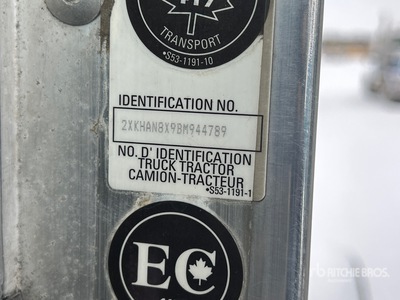 TRANSPORT
•S53-1191-10
IDENTIFICATION NO.
2XKHAN8X9BM944789
NO. D' IDENTIFICATION
TRUCK TRACTOR
CAMION-TRACTEUR
•S53-1191-1
EC
RITCHIE BROS.